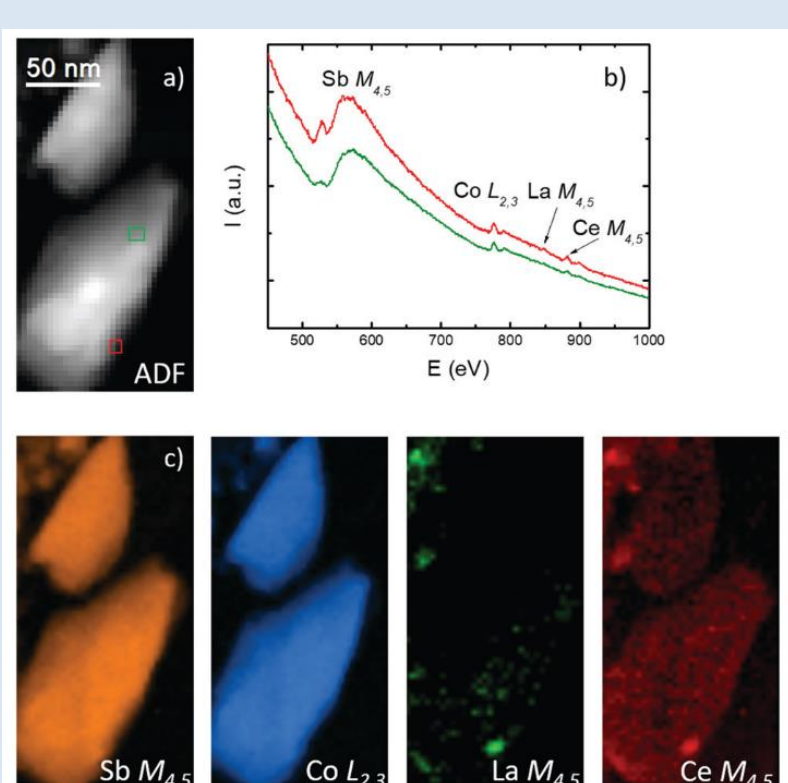 50 nm
a)
ADF
b)
Sb M4,5
Co L2,3 La M4,5
Ce M4,5
I (a.u.)
500 600 700 800 900 1000
E (eV)
c)
Sb M4,5
Co L2,3
La M4,5
Ce M4,5